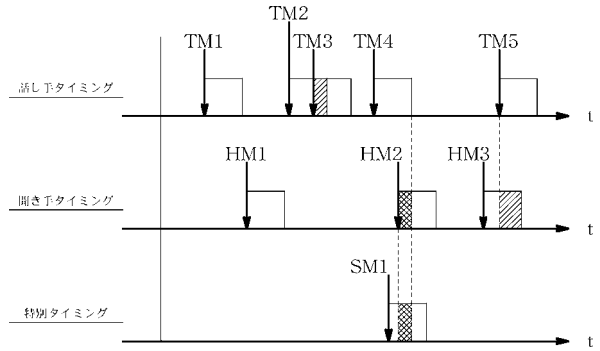 TM2
TM1 TM3 TM4 TM5
話し手タイミング t
HM1 HM2 HM3
聞き手タイミング t
SM1
特別タイミング t